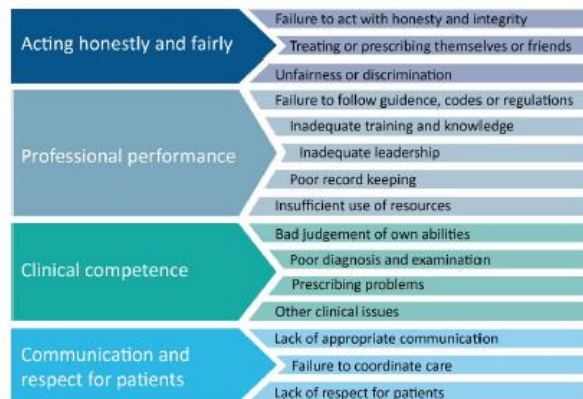 Acting honestly and fairly
Failure to act with honesty and integrity
Treating or prescribing themselves or friends
Unfairness or discrimination
Professional performance
Failure to follow guidance, codes or regulations
Inadequate training and knowledge
Inadequate leadership
Poor record keeping
Insufficient use of resources
Clinical competence
Bad judgement of own abilities
Poor diagnosis and examination
Prescribing problems
Other clinical issues
Communication and
respect for patients
Lack of appropriate communication
Failure to coordinate care
Lack of respect for patients